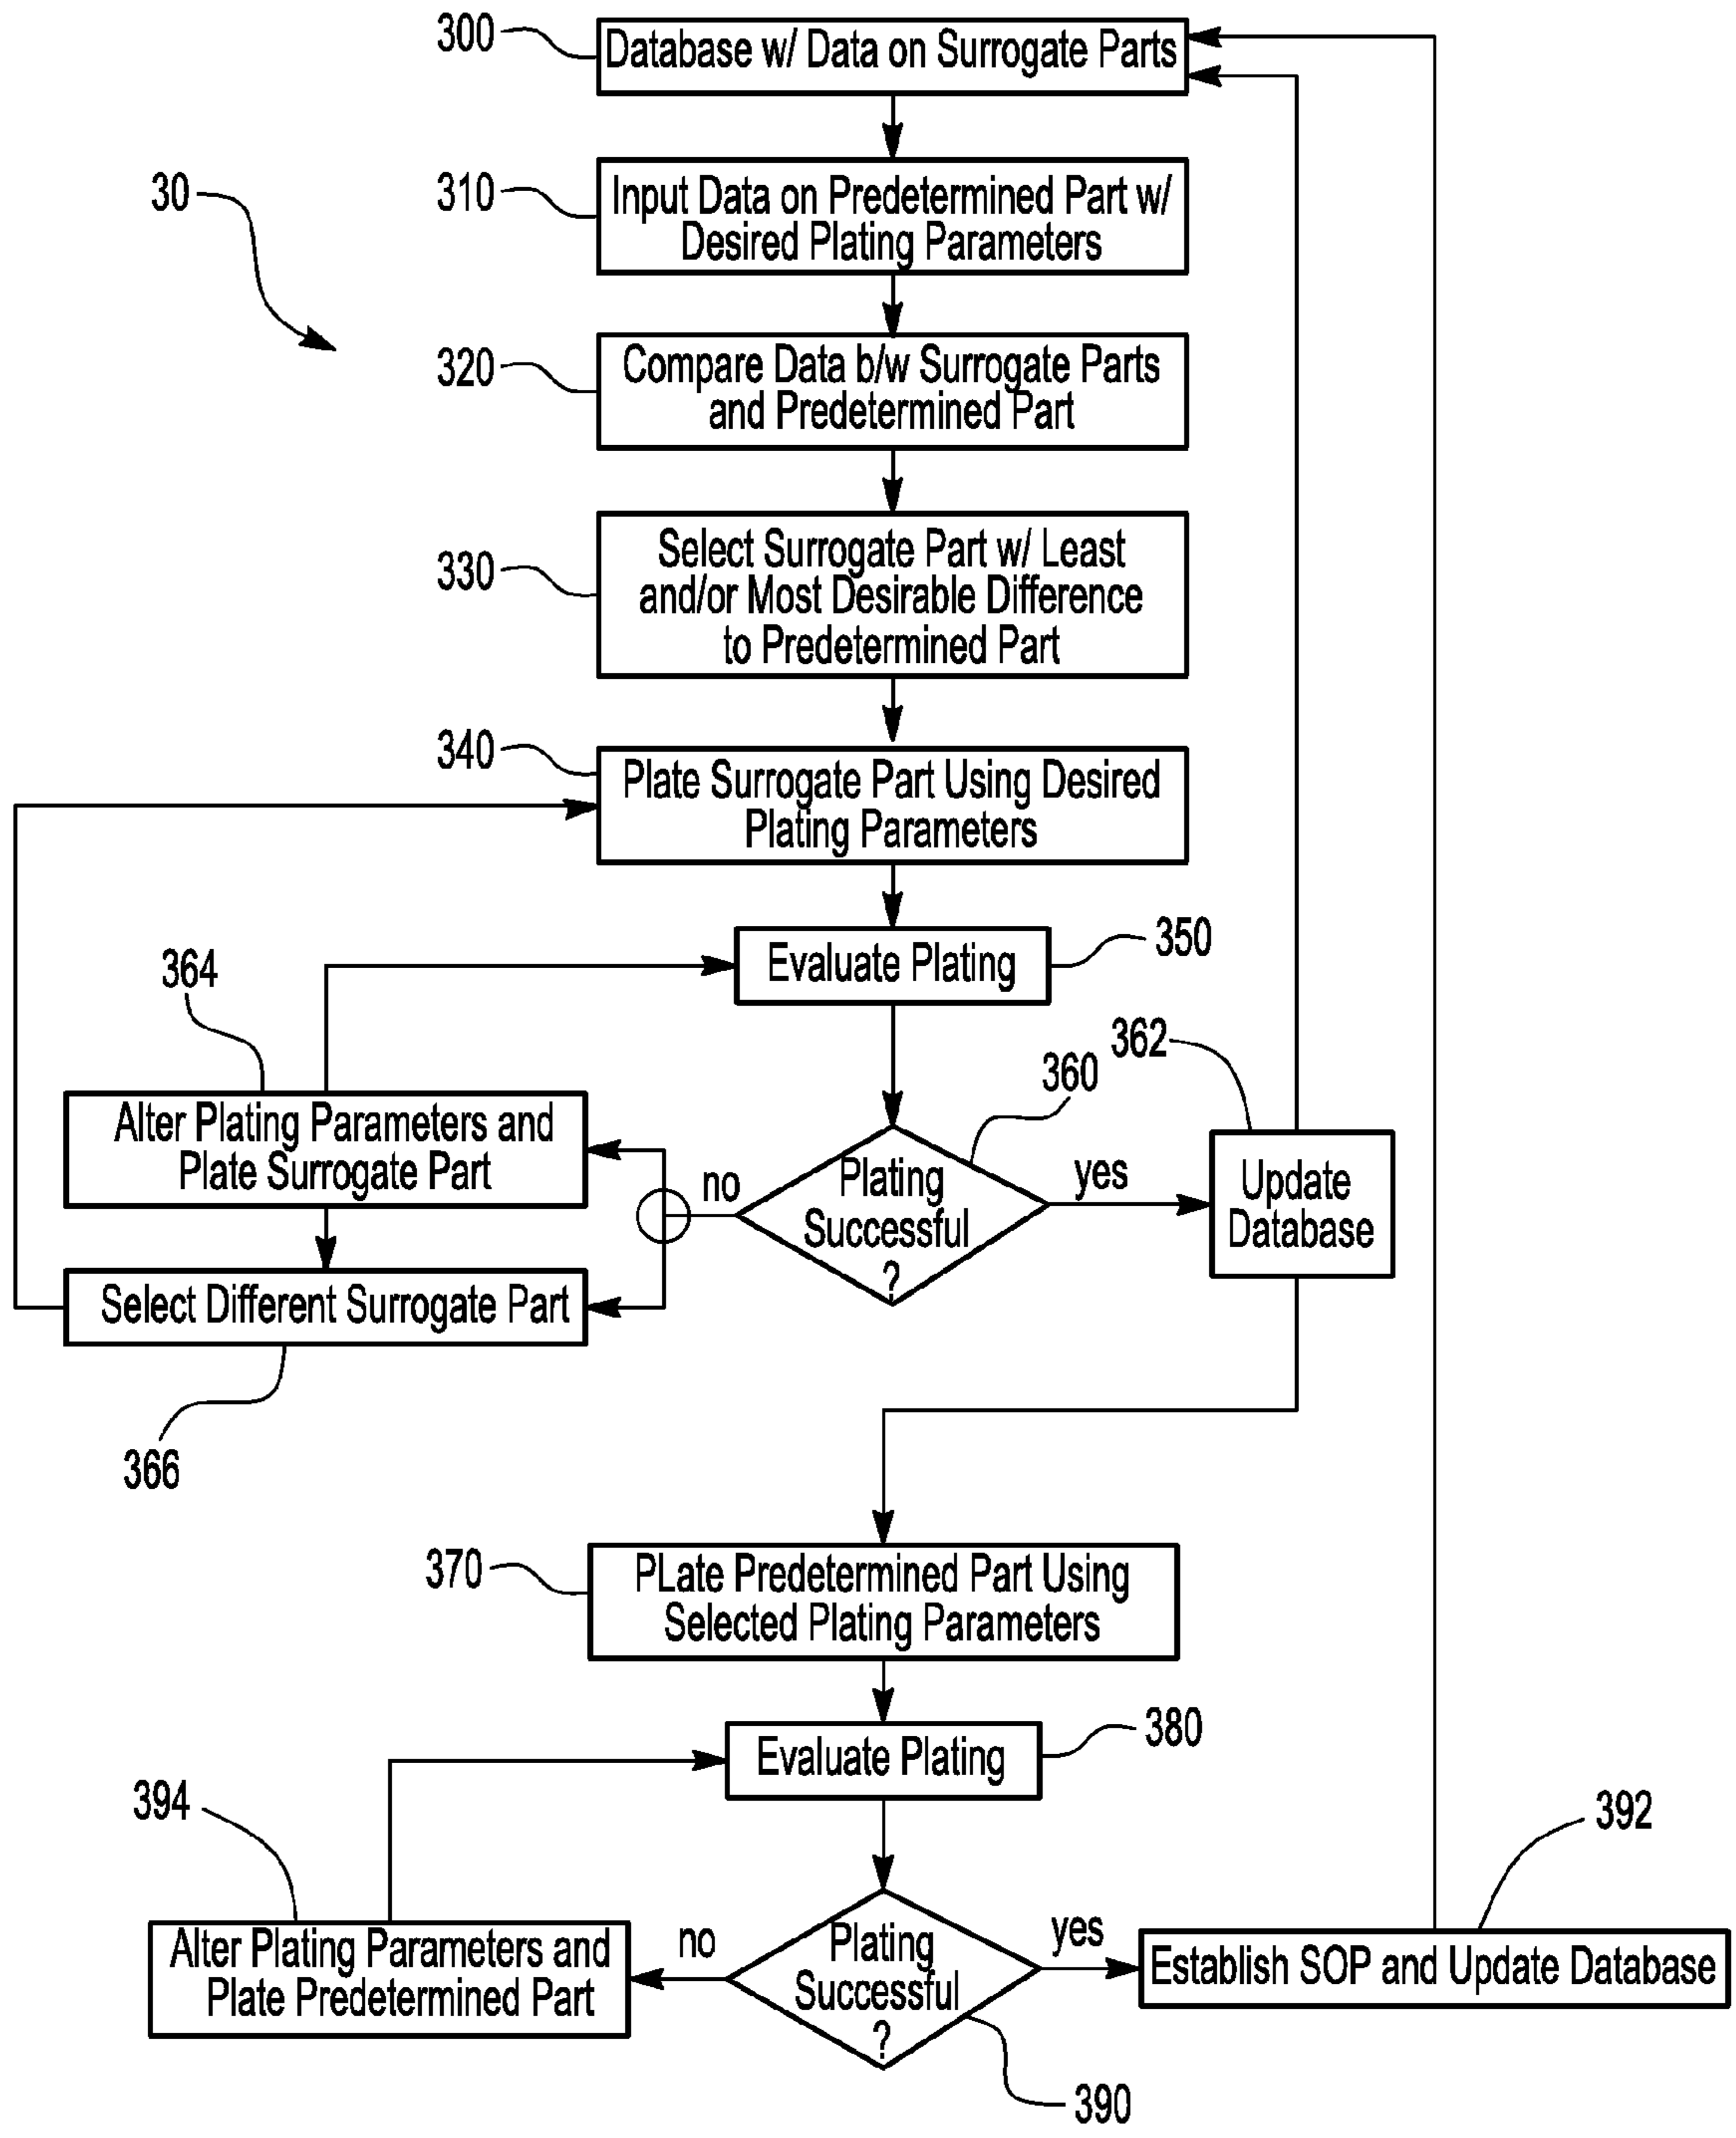 300
Database w/ Data on Surrogate Parts
30
310
Input Data on Predetermined Part w/
Desired Plating Parameters
320
Compare Data b/w Surrogate Parts
and Predetermined Part
330
Select Surrogate Part w/ Least
and/or Most Desirable Difference
to Predetermined Part
340
Plate Surrogate Part Using Desired
Plating Parameters
350
Evaluate Plating
364
Alter Plating Parameters and
Plate Surrogate Part
360
362
no
Plating
Successful
?
yes
Update
Database
Select Different Surrogate Part
366
370
PLate Predetermined Part Using
Selected Plating Parameters
380
Evaluate Plating
394
392
Alter Plating Parameters and
Plate Predetermined Part
no
Plating
Successful
?
yes
Establish SOP and Update Database
390